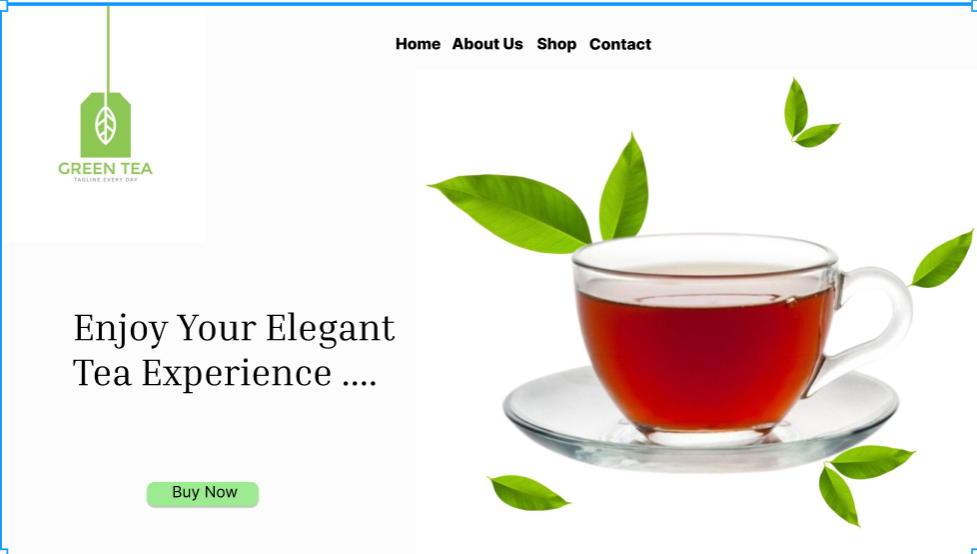 Home About Us Shop Contact
GREEN TEA
TAGLINE EVERY DAY
Enjoy Your Elegant
Tea Experience ....
Buy Now